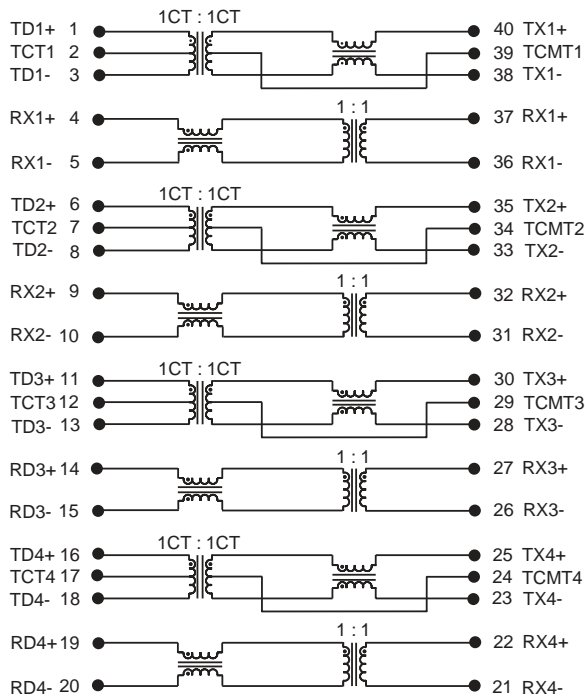 1CT : 1CT
TD1+ 1 40 TX1+
TCT1 2 39 TCMT1
TD1- 3 38 TX1-
1 : 1
RX1+ 4 37 RX1+
RX1- 5 36 RX1-
1CT : 1CT
TD2+ 6 35 TX2+
TCT2 7 34 TCMT2
TD2- 8 33 TX2-
1 : 1
RX2+ 9 32 RX2+
RX2- 10 31 RX2-
1CT : 1CT
TD3+ 11 30 TX3+
TCT3 12 29 TCMT3
TD3- 13 28 TX3-
1 : 1
RD3+ 14 27 RX3+
RD3- 15 26 RX3-
1CT : 1CT
TD4+ 16 25 TX4+
TCT4 17 24 TCMT4
TD4- 18 23 TX4-
1 : 1
RD4+ 19 22 RX4+
RD4- 20 21 RX4-